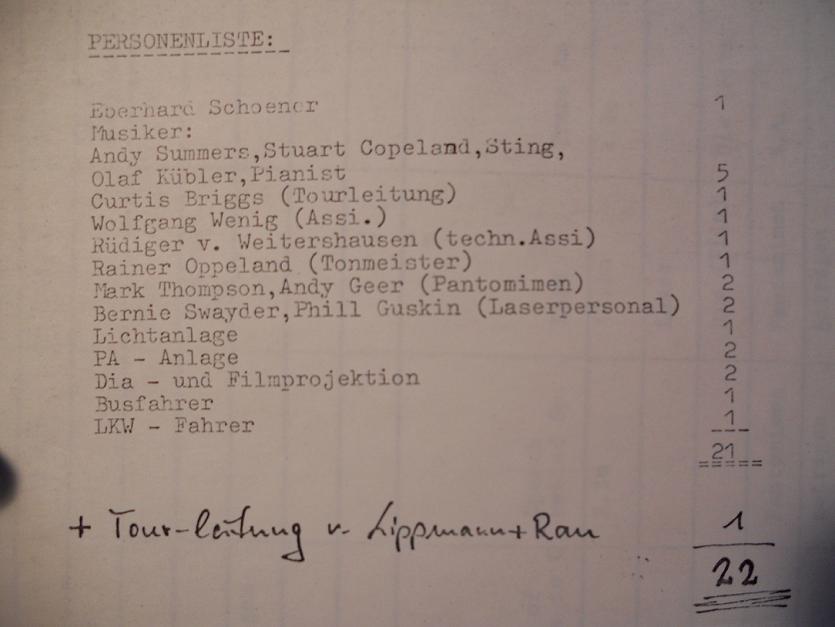 PERSONENLISTE:
Eberhard Schoener 1
Musiker:
Andy Summers,Stuart Copeland,Sting,
Olaf Kübler,Pianist 5
Curtis Briggs (Tourleitung) 1
Wolfgang Wenig (Assi.) 1
Rüdiger v. Weitershausen (techn.Assi) 1
Rainer Oppeland (Tonmeister) 1
Mark Thompson,Andy Geer (Pantomimen) 2
Bernie Swayder,Phill Guskin (Laserpersonal) 2
Lichtanlage 1
PA - Anlage 2
Dia - und Filmprojektion 2
Busfahrer 1
LKW - Fahrer 1
21
+ Tour-leitung v. Lippmann+Rau 1
22